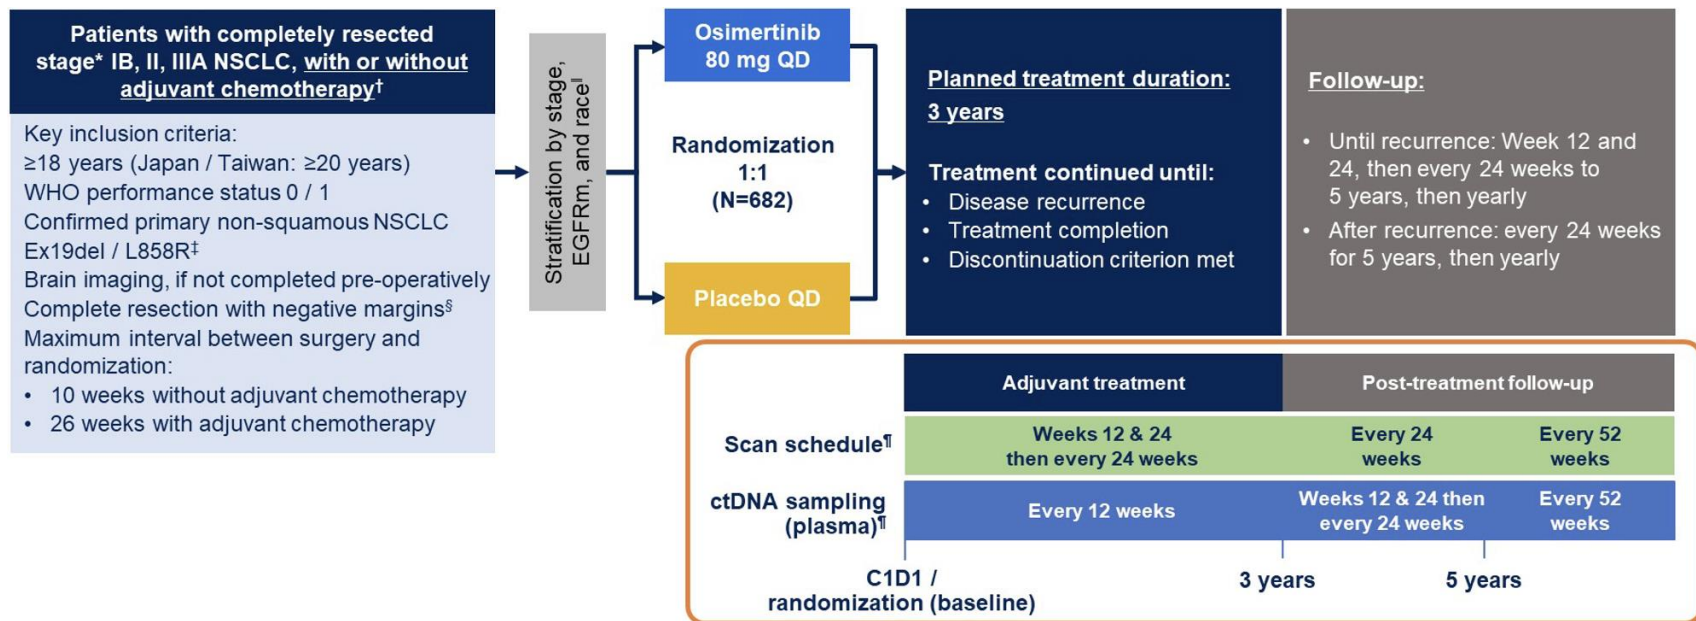 Patients with completely resected
stage* IB, II, IIIA NSCLC, with or without
adjuvant chemotherapy†
Key inclusion criteria:
≥18 years (Japan / Taiwan: ≥20 years)
WHO performance status 0 / 1
Confirmed primary non-squamous NSCLC
Ex19del / L858R‡
Brain imaging, if not completed pre-operatively
Complete resection with negative margins§
Maximum interval between surgery and
randomization:
• 10 weeks without adjuvant chemotherapy
• 26 weeks with adjuvant chemotherapy
Stratification by stage,
EGFRm, and race‖
Osimertinib
80 mg QD
Randomization
1:1
(N=682)
Placebo QD
Planned treatment duration:
3 years
Treatment continued until:
• Disease recurrence
• Treatment completion
• Discontinuation criterion met
Follow-up:
• Until recurrence: Week 12 and
24, then every 24 weeks to
5 years, then yearly
• After recurrence: every 24 weeks
for 5 years, then yearly
Adjuvant treatment
Post-treatment follow-up
Scan schedule¶
Weeks 12 & 24
then every 24 weeks
Every 24
weeks
Every 52
weeks
ctDNA sampling
(plasma)¶
Every 12 weeks
Weeks 12 & 24 then
every 24 weeks
Every 52
weeks
C1D1 /
randomization (baseline)
3 years
5 years